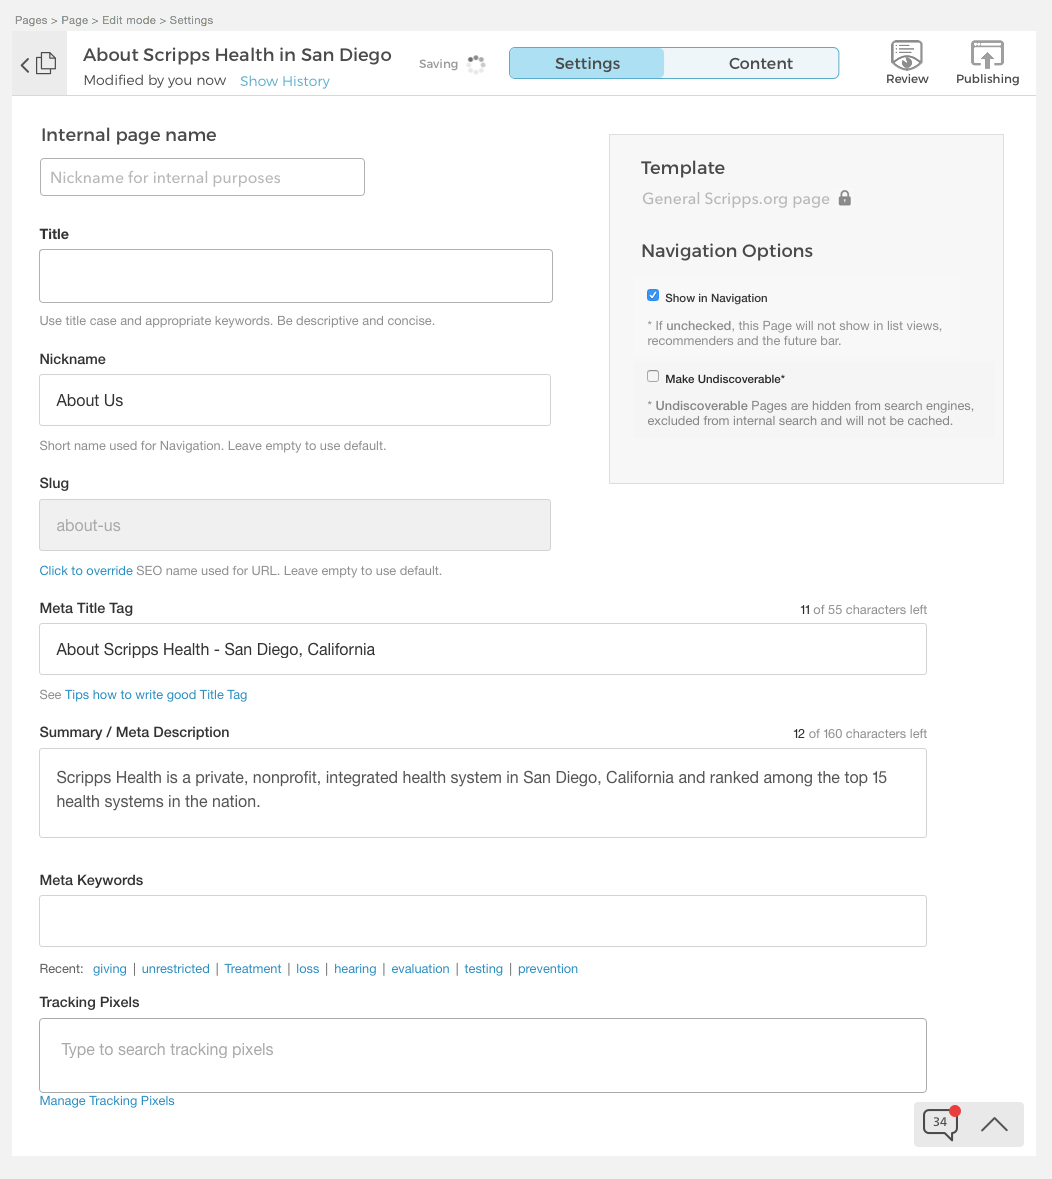 Pages > Page > Edit mode > Settings
About Scripps Health in San Diego
Modified by you now Show History
Saving
Settings
Content
Review
Publishing
Internal page name
Nickname for internal purposes
Title
Use title case and appropriate keywords. Be descriptive and concise.
Nickname
About Us
Short name used for Navigation. Leave empty to use default.
Slug
about-us
Click to override SEO name used for URL. Leave empty to use default.
Template
General Scripps.org page
Navigation Options
Show in Navigation
* If unchecked, this Page will not show in list views,
recommenders and the future bar.
Make Undiscoverable*
* Undiscoverable Pages are hidden from search engines,
excluded from internal search and will not be cached.
Meta Title Tag
11 of 55 characters left
About Scripps Health - San Diego, California
See Tips how to write good Title Tag
Summary / Meta Description
12 of 160 characters left
Scripps Health is a private, nonprofit, integrated health system in San Diego, California and ranked among the top 15
health systems in the nation.
Meta Keywords
Recent: giving | unrestricted | Treatment | loss | hearing | evaluation | testing | prevention
Tracking Pixels
Type to search tracking pixels
Manage Tracking Pixels
34